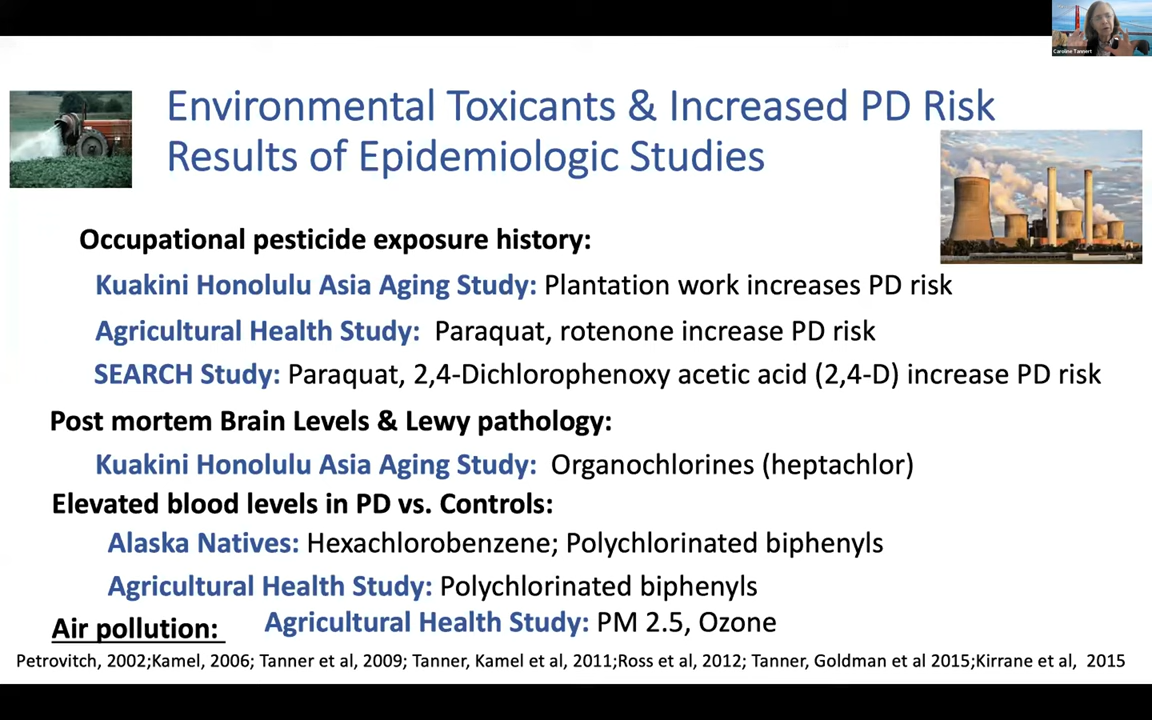 Caroline Tannert
Environmental Toxicants & Increased PD Risk
Results of Epidemiologic Studies
Occupational pesticide exposure history:
Kuakini Honolulu Asia Aging Study: Plantation work increases PD risk
Agricultural Health Study: Paraquat, rotenone increase PD risk
SEARCH Study: Paraquat, 2,4-Dichlorophenoxy acetic acid (2,4-D) increase PD risk
Post mortem Brain Levels & Lewy pathology:
Kuakini Honolulu Asia Aging Study: Organochlorines (heptachlor)
Elevated blood levels in PD vs. Controls:
Alaska Natives: Hexachlorobenzene; Polychlorinated biphenyls
Agricultural Health Study: Polychlorinated biphenyls
Air pollution: Agricultural Health Study: PM 2.5, Ozone
Petrovitch, 2002;Kamel, 2006; Tanner et al, 2009; Tanner, Kamel et al, 2011;Ross et al, 2012; Tanner, Goldman et al 2015;Kirrane et al, 2015